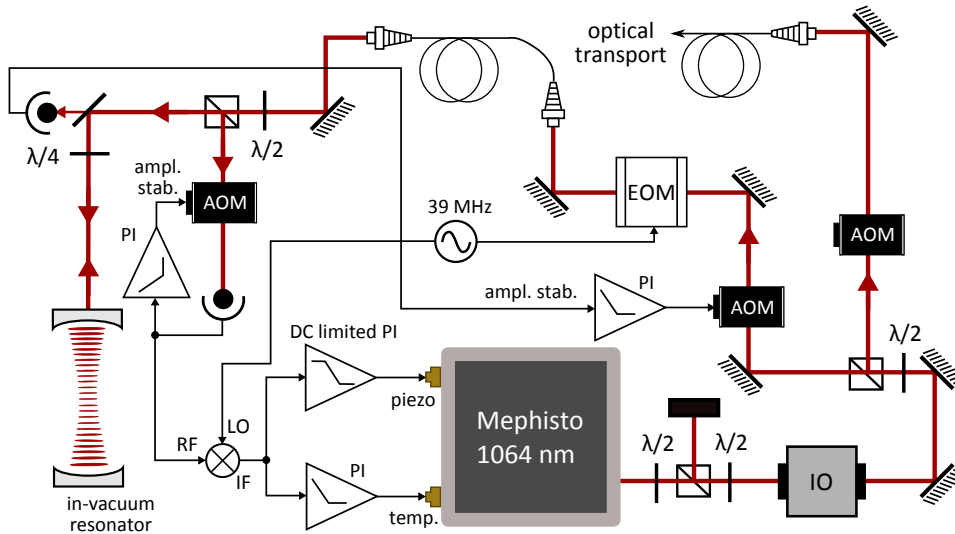 optical
transport
λ/4
λ/2
ampl.
stab.
AOM
EOM
39 MHz
PI
AOM
ampl. stab.
PI
AOM
DC limited PI
λ/2
piezo
Mephisto
1064 nm
LO
RF
IF
PI
temp.
λ/2
λ/2
IO
in-vacuum
resonator